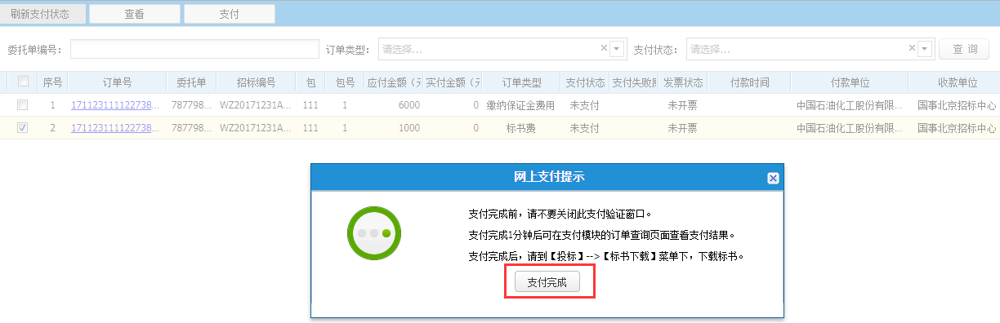 刷新支付状态 查看 支付
委托单编号： 订单类型： 请选择... 支付状态： 请选择... 查 询
序号 订单号 委托单 招标编号 包 包号 应付金额（元 实付金额（元 订单类型 支付状态 支付失败原 发票状态 付款时间 付款单位 收款单位
1 171123111122738... 787798... WZ20171231A... 111 1 6000 0 缴纳保证金费用 未支付 未开票 中国石油化工股份有限... 国事北京招标中心
2 171123111122738... 787798... WZ20171231A... 111 1 1000 0 标书费 未支付 未开票 中国石油化工股份有限... 国事北京招标中心
网上支付提示
支付完成前，请不要关闭此支付验证窗口。
支付完成1分钟后可在支付模块的订单查询页面查看支付结果。
支付完成后，请到【投标】-->【标书下载】菜单下，下载标书。
支付完成